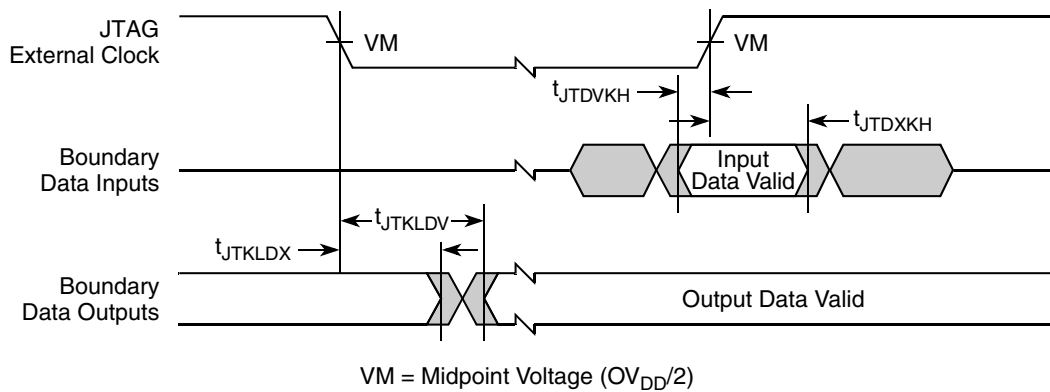 JTAG
External Clock
VM
VM
tJTDVKH
tJTDXKH
Boundary
Data Inputs
Input
Data Valid
tJTKLDV
tJTKLDX
Boundary
Data Outputs
Output Data Valid
VM = Midpoint Voltage (OVDD/2)